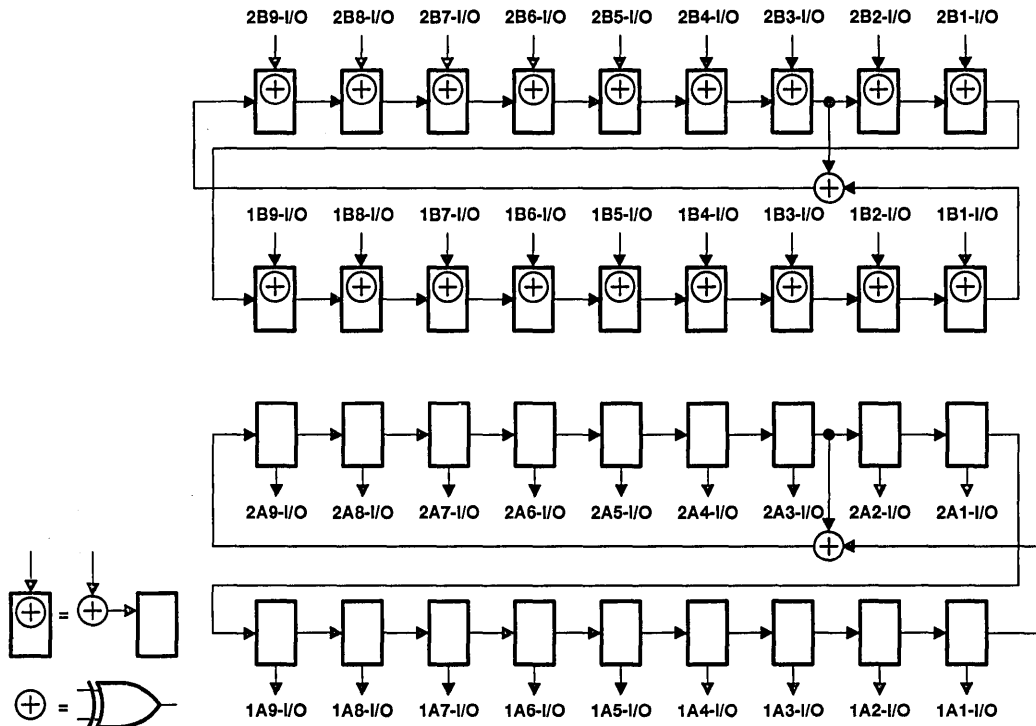 2B9-I/O 2B8-I/O 2B7-I/O 2B6-I/O 2B5-I/O 2B4-I/O 2B3-I/O 2B2-I/O 2B1-I/O
1B9-I/O 1B8-I/O 1B7-I/O 1B6-I/O 1B5-I/O 1B4-I/O 1B3-I/O 1B2-I/O 1B1-I/O
2A9-I/O 2A8-I/O 2A7-I/O 2A6-I/O 2A5-I/O 2A4-I/O 2A3-I/O 2A2-I/O 2A1-I/O
=
=
1A9-I/O 1A8-I/O 1A7-I/O 1A6-I/O 1A5-I/O 1A4-I/O 1A3-I/O 1A2-I/O 1A1-I/O